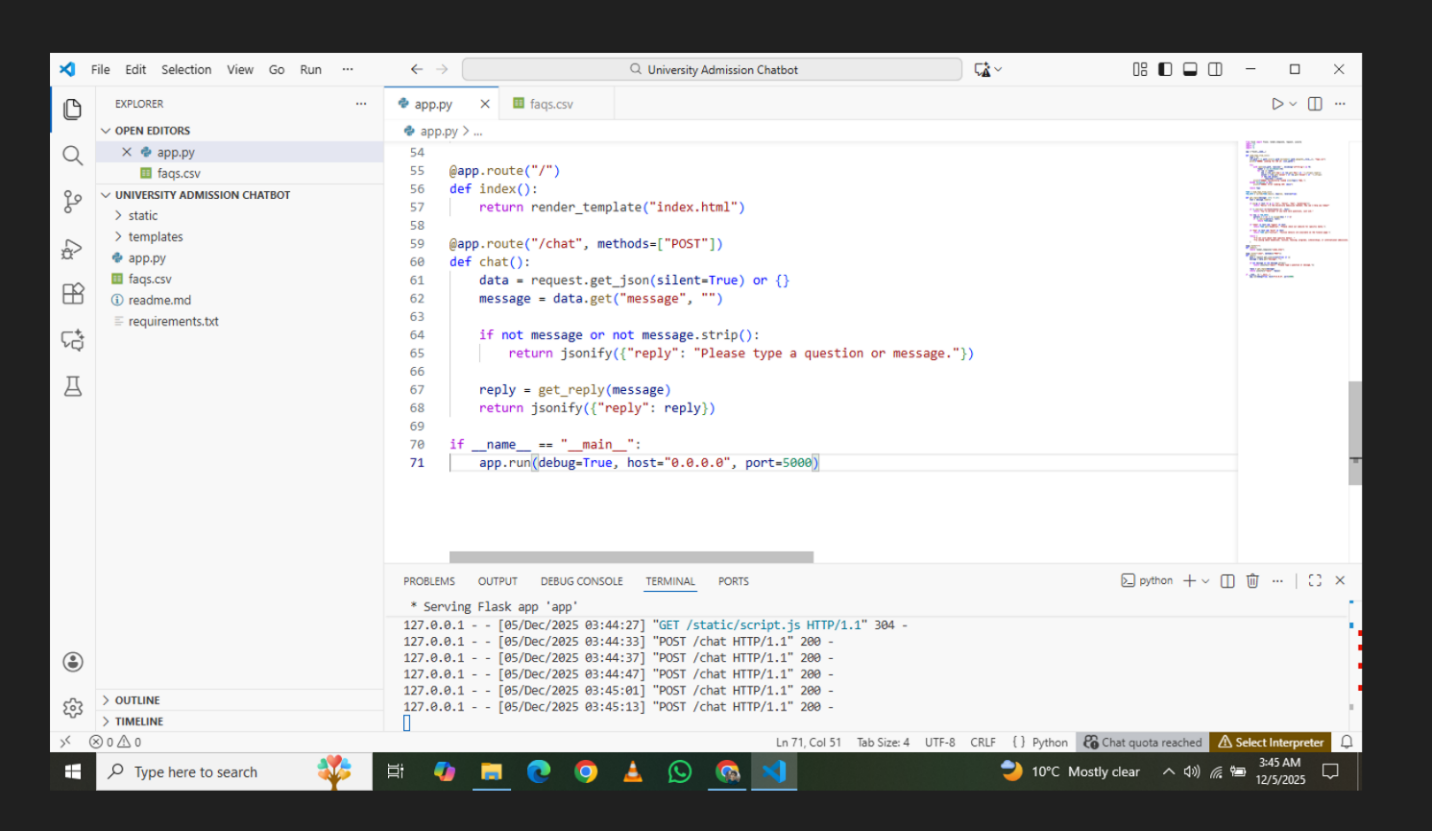 File Edit Selection View Go Run ···
University Admission Chatbot
EXPLORER ···
OPEN EDITORS
app.py
faqs.csv
UNIVERSITY ADMISSION CHATBOT
static
templates
app.py
faqs.csv
readme.md
requirements.txt
OUTLINE
TIMELINE
app.py
faqs.csv
app.py > ...
54
55 @app.route("/")
56 def index():
57 return render_template("index.html")
58
59 @app.route("/chat", methods=["POST"])
60 def chat():
61 data = request.get_json(silent=True) or {}
62 message = data.get("message", "")
63
64 if not message or not message.strip():
65 return jsonify({"reply": "Please type a question or message."})
66
67 reply = get_reply(message)
68 return jsonify({"reply": reply})
69
70 if __name__ == "__main__":
71 app.run(debug=True, host="0.0.0.0", port=5000)
PROBLEMS OUTPUT DEBUG CONSOLE TERMINAL PORTS
python
* Serving Flask app 'app'
127.0.0.1 - - [05/Dec/2025 03:44:27] "GET /static/script.js HTTP/1.1" 304 -
127.0.0.1 - - [05/Dec/2025 03:44:33] "POST /chat HTTP/1.1" 200 -
127.0.0.1 - - [05/Dec/2025 03:44:37] "POST /chat HTTP/1.1" 200 -
127.0.0.1 - - [05/Dec/2025 03:44:47] "POST /chat HTTP/1.1" 200 -
127.0.0.1 - - [05/Dec/2025 03:45:01] "POST /chat HTTP/1.1" 200 -
127.0.0.1 - - [05/Dec/2025 03:45:13] "POST /chat HTTP/1.1" 200 -
0 0
Ln 71, Col 51 Tab Size: 4 UTF-8 CRLF { } Python Chat quota reached Select Interpreter
Type here to search
10°C Mostly clear
3:45 AM
12/5/2025